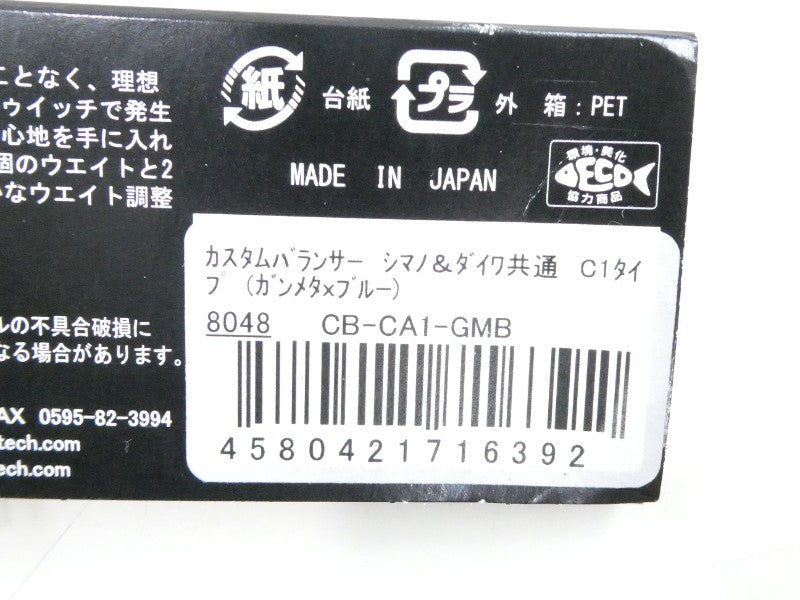 ことなく、理想
ゥイッチで発生
心地を手に入れ
個のウエイトと2
なウエイト調整
紙 台紙 プラ 外 箱：PET
MADE IN JAPAN
環境・美化
ECO
協力商品
ｶｽﾀﾑﾊﾞﾗﾝｻｰ ｼﾏﾉ&ﾀﾞｲﾜ共通 C1ﾀｲ
ﾌﾟ (ｶﾞﾝﾒﾀxﾌﾞﾙｰ)
8048 CB-CA1-GMB
4580421716392
ルの不具合破損に
なる場合があります。
AX 0595-82-3994
tech.com
ech.com